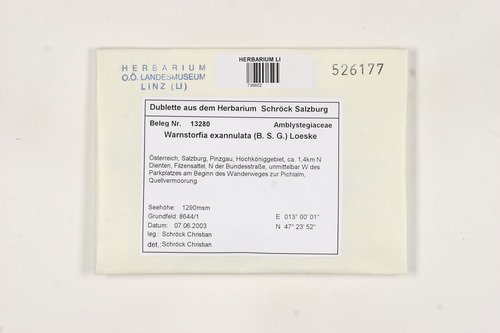 HERBARIUM
O.Ö. LANDESMUSEUM
LINZ (LI)
HERBARIUM LI
526177
Dublette aus dem Herbarium Schröck Salzburg
Beleg Nr. 13280 Amblystegiaceae
Warnstorfia exannulata (B. S. G.) Loeske
Österreich, Salzburg, Pinzgau, Hochköniggebiet, ca. 1,4km N
Dienten, Filzensattel, N der Bundesstraße, unmittelbar W des
Parkplatzes am Beginn des Wanderweges zur Pichlalm,
Quellvermoorung.
Seehöhe: 1290msm
Grundfeld: 8644/1 E 013° 00' 01"
Datum: 07.06.2003 N 47° 23' 52"
leg.: Schröck Christian
det.: Schröck Christian